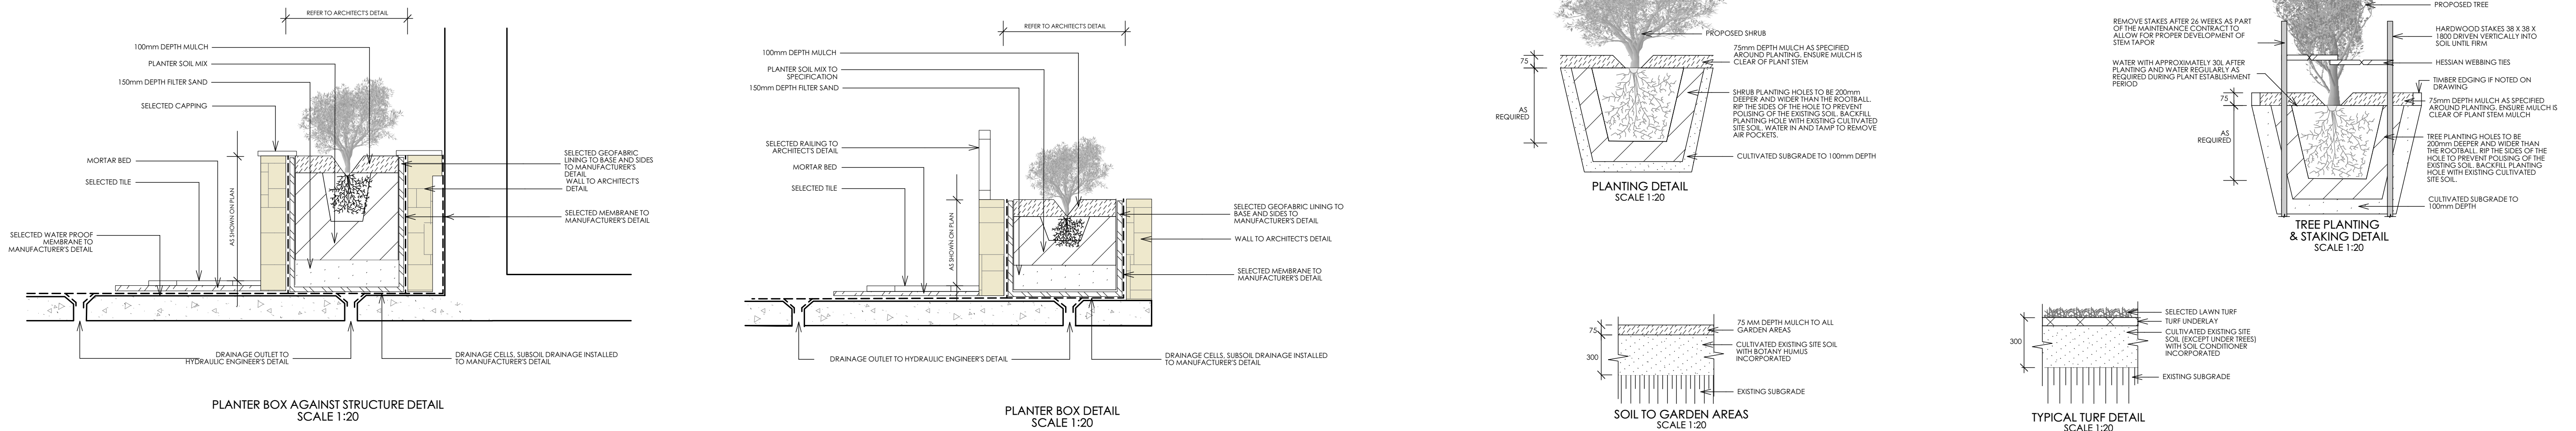 REFER TO ARCHITECT'S DETAIL
100mm DEPTH MULCH
PLANTER SOIL MIX
150mm DEPTH FILTER SAND
SELECTED CAPPING
MORTAR BED
SELECTED TILE
AS SHOWN ON PLAN
SELECTED WATER PROOF
MEMBRANE TO
MANUFACTURER'S DETAIL
SELECTED GEOFABRIC
LINING TO BASE AND SIDES
TO MANUFACTURER'S
DETAIL
WALL TO ARCHITECT'S
DETAIL
SELECTED MEMBRANE TO
MANUFACTURER'S DETAIL
DRAINAGE OUTLET TO
HYDRAULIC ENGINEER'S DETAIL
DRAINAGE CELLS, SUBSOIL DRAINAGE INSTALLED
TO MANUFACTURER'S DETAIL
PLANTER BOX AGAINST STRUCTURE DETAIL
SCALE 1:20
REFER TO ARCHITECT'S DETAIL
100mm DEPTH MULCH
PLANTER SOIL MIX TO
SPECIFICATION
150mm DEPTH FILTER SAND
SELECTED RAILING TO
ARCHITECT'S DETAIL
MORTAR BED
SELECTED TILE
AS SHOWN ON PLAN
SELECTED GEOFABRIC LINING TO
BASE AND SIDES TO
MANUFACTURER'S DETAIL
WALL TO ARCHITECT'S DETAIL
SELECTED MEMBRANE TO
MANUFACTURER'S DETAIL
DRAINAGE OUTLET TO HYDRAULIC ENGINEER'S DETAIL
DRAINAGE CELLS, SUBSOIL DRAINAGE INSTALLED
TO MANUFACTURER'S DETAIL
PLANTER BOX DETAIL
SCALE 1:20
PROPOSED SHRUB
75mm DEPTH MULCH AS SPECIFIED
AROUND PLANTING. ENSURE MULCH IS
CLEAR OF PLANT STEM
75
AS
REQUIRED
SHRUB PLANTING HOLES TO BE 200mm
DEEPER AND WIDER THAN THE ROOTBALL.
RIP THE SIDES OF THE HOLE TO PREVENT
POLISING OF THE EXISTING SOIL. BACKFILL
PLANTING HOLE WITH EXISTING CULTIVATED
SITE SOIL. WATER IN AND TAMP TO REMOVE
AIR POCKETS.
CULTIVATED SUBGRADE TO 100mm DEPTH
PLANTING DETAIL
SCALE 1:20
75
300
75 MM DEPTH MULCH TO ALL
GARDEN AREAS
CULTIVATED EXISTING SITE SOIL
WITH BOTANY HUMUS
INCORPORATED
EXISTING SUBGRADE
SOIL TO GARDEN AREAS
SCALE 1:20
REMOVE STAKES AFTER 26 WEEKS AS PART
OF THE MAINTENANCE CONTRACT TO
ALLOW FOR PROPER DEVELOPMENT OF
STEM TAPOR
WATER WITH APPROXIMATELY 30L AFTER
PLANTING AND WATER REGULARLY AS
REQUIRED DURING PLANT ESTABLISHMENT
PERIOD
75
AS
REQUIRED
PROPOSED TREE
HARDWOOD STAKES 38 X 38 X
1800 DRIVEN VERTICALLY INTO
SOIL UNTIL FIRM
HESSIAN WEBBING TIES
TIMBER EDGING IF NOTED ON
DRAWING
75mm DEPTH MULCH AS SPECIFIED
AROUND PLANTING. ENSURE MULCH IS
CLEAR OF PLANT STEM MULCH
TREE PLANTING HOLES TO BE
200mm DEEPER AND WIDER THAN
THE ROOTBALL. RIP THE SIDES OF THE
HOLE TO PREVENT POLISING OF THE
EXISTING SOIL. BACKFILL PLANTING
HOLE WITH EXISTING CULTIVATED
SITE SOIL.
CULTIVATED SUBGRADE TO
100mm DEPTH
TREE PLANTING
& STAKING DETAIL
SCALE 1:20
300
SELECTED LAWN TURF
TURF UNDERLAY
CULTIVATED EXISTING SITE
SOIL (EXCEPT UNDER TREES)
WITH SOIL CONDITIONER
INCORPORATED
EXISTING SUBGRADE
TYPICAL TURF DETAIL
SCALE 1:20